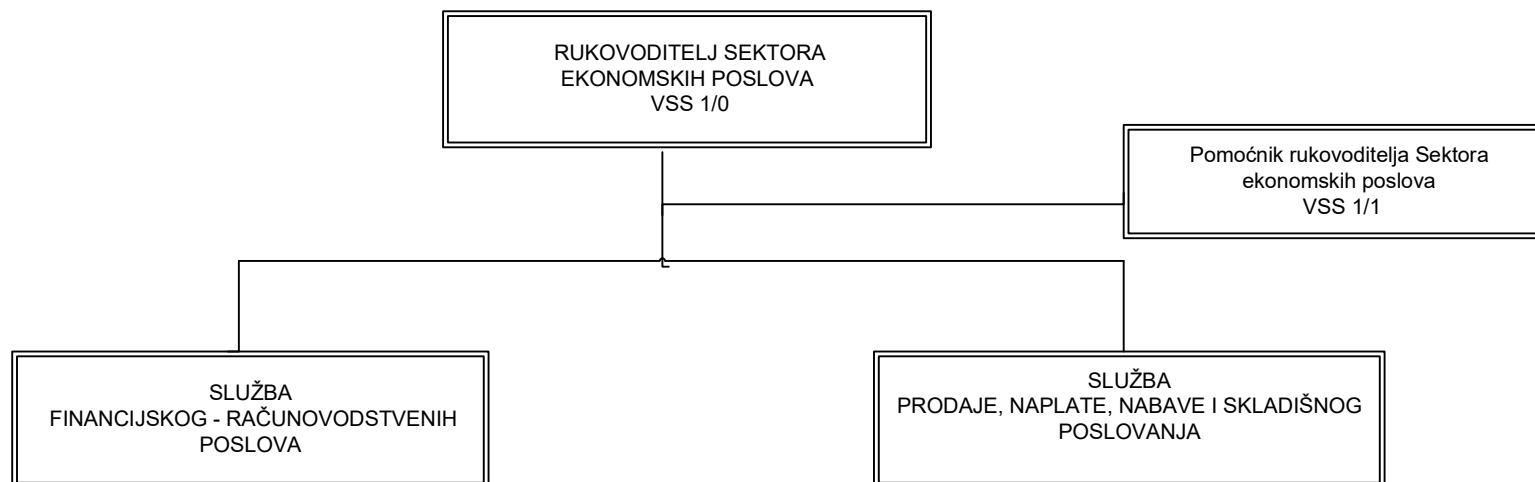 RUKOVODITELJ SEKTORA
EKONOMSKIH POSLOVA
VSS 1/0
Pomoćnik rukovoditelja Sektora
ekonomskih poslova
VSS 1/1
SLUŽBA
FINANCIJSKOG - RAČUNOVODSTVENIH
POSLOVA
SLUŽBA
PRODAJE, NAPLATE, NABAVE I SKLADIŠNOG
POSLOVANJA